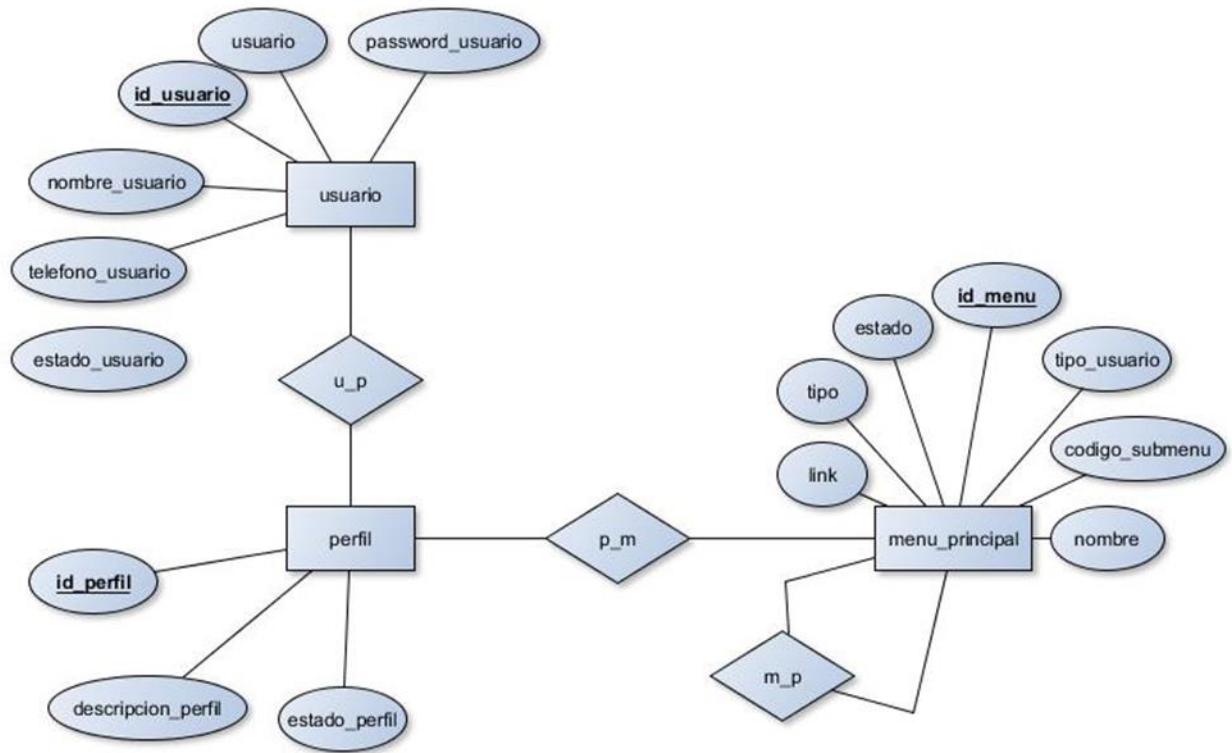 usuario
password_usuario
id_usuario
nombre_usuario
usuario
telefono_usuario
id_menu
estado
estado_usuario
tipo_usuario
u_p
tipo
codigo_submenu
link
perfil
p_m
menu_principal
nombre
id_perfil
m_p
descripcion_perfil
estado_perfil